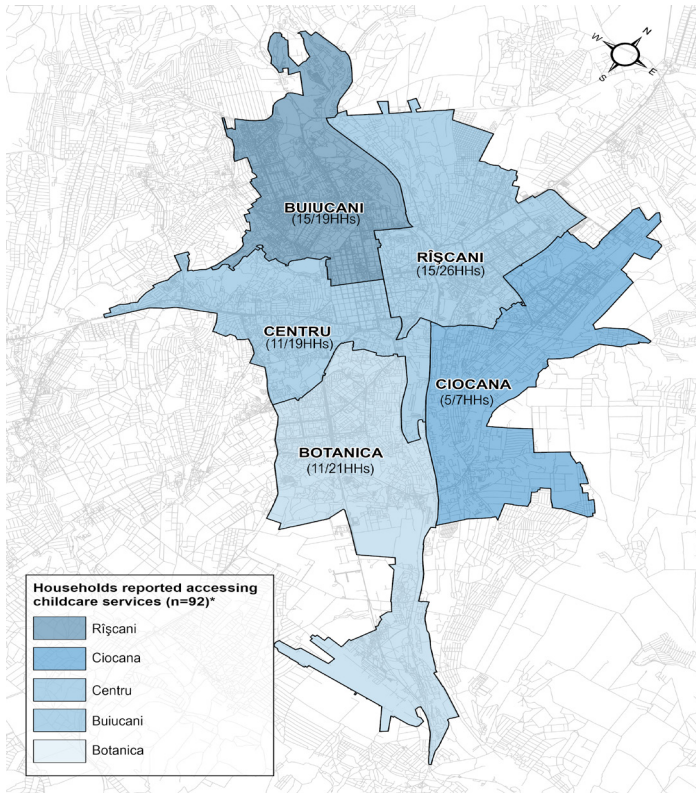 N
W
E
S
BUIUCANI
(15/19HHs)
RÎŞCANI
(15/26HHs)
CENTRU
(11/19HHs)
CIOCANA
(5/7HHs)
BOTANICA
(11/21HHs)
Households reported accessing
childcare services (n=92)*
Rîşcani
Ciocana
Centru
Buiucani
Botanica